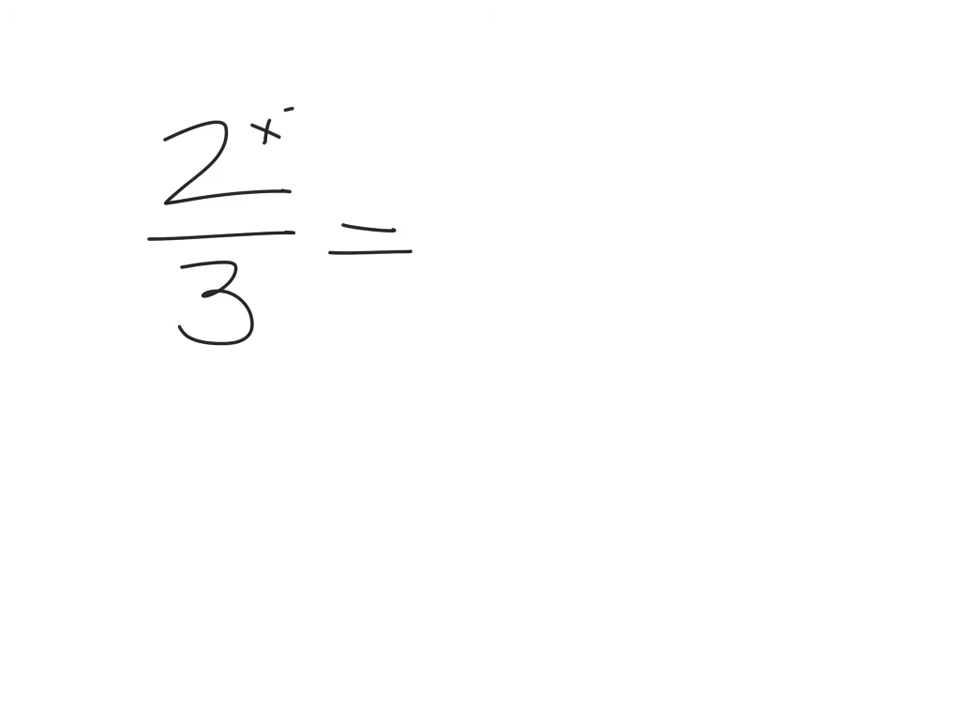 2^x-
/3 =